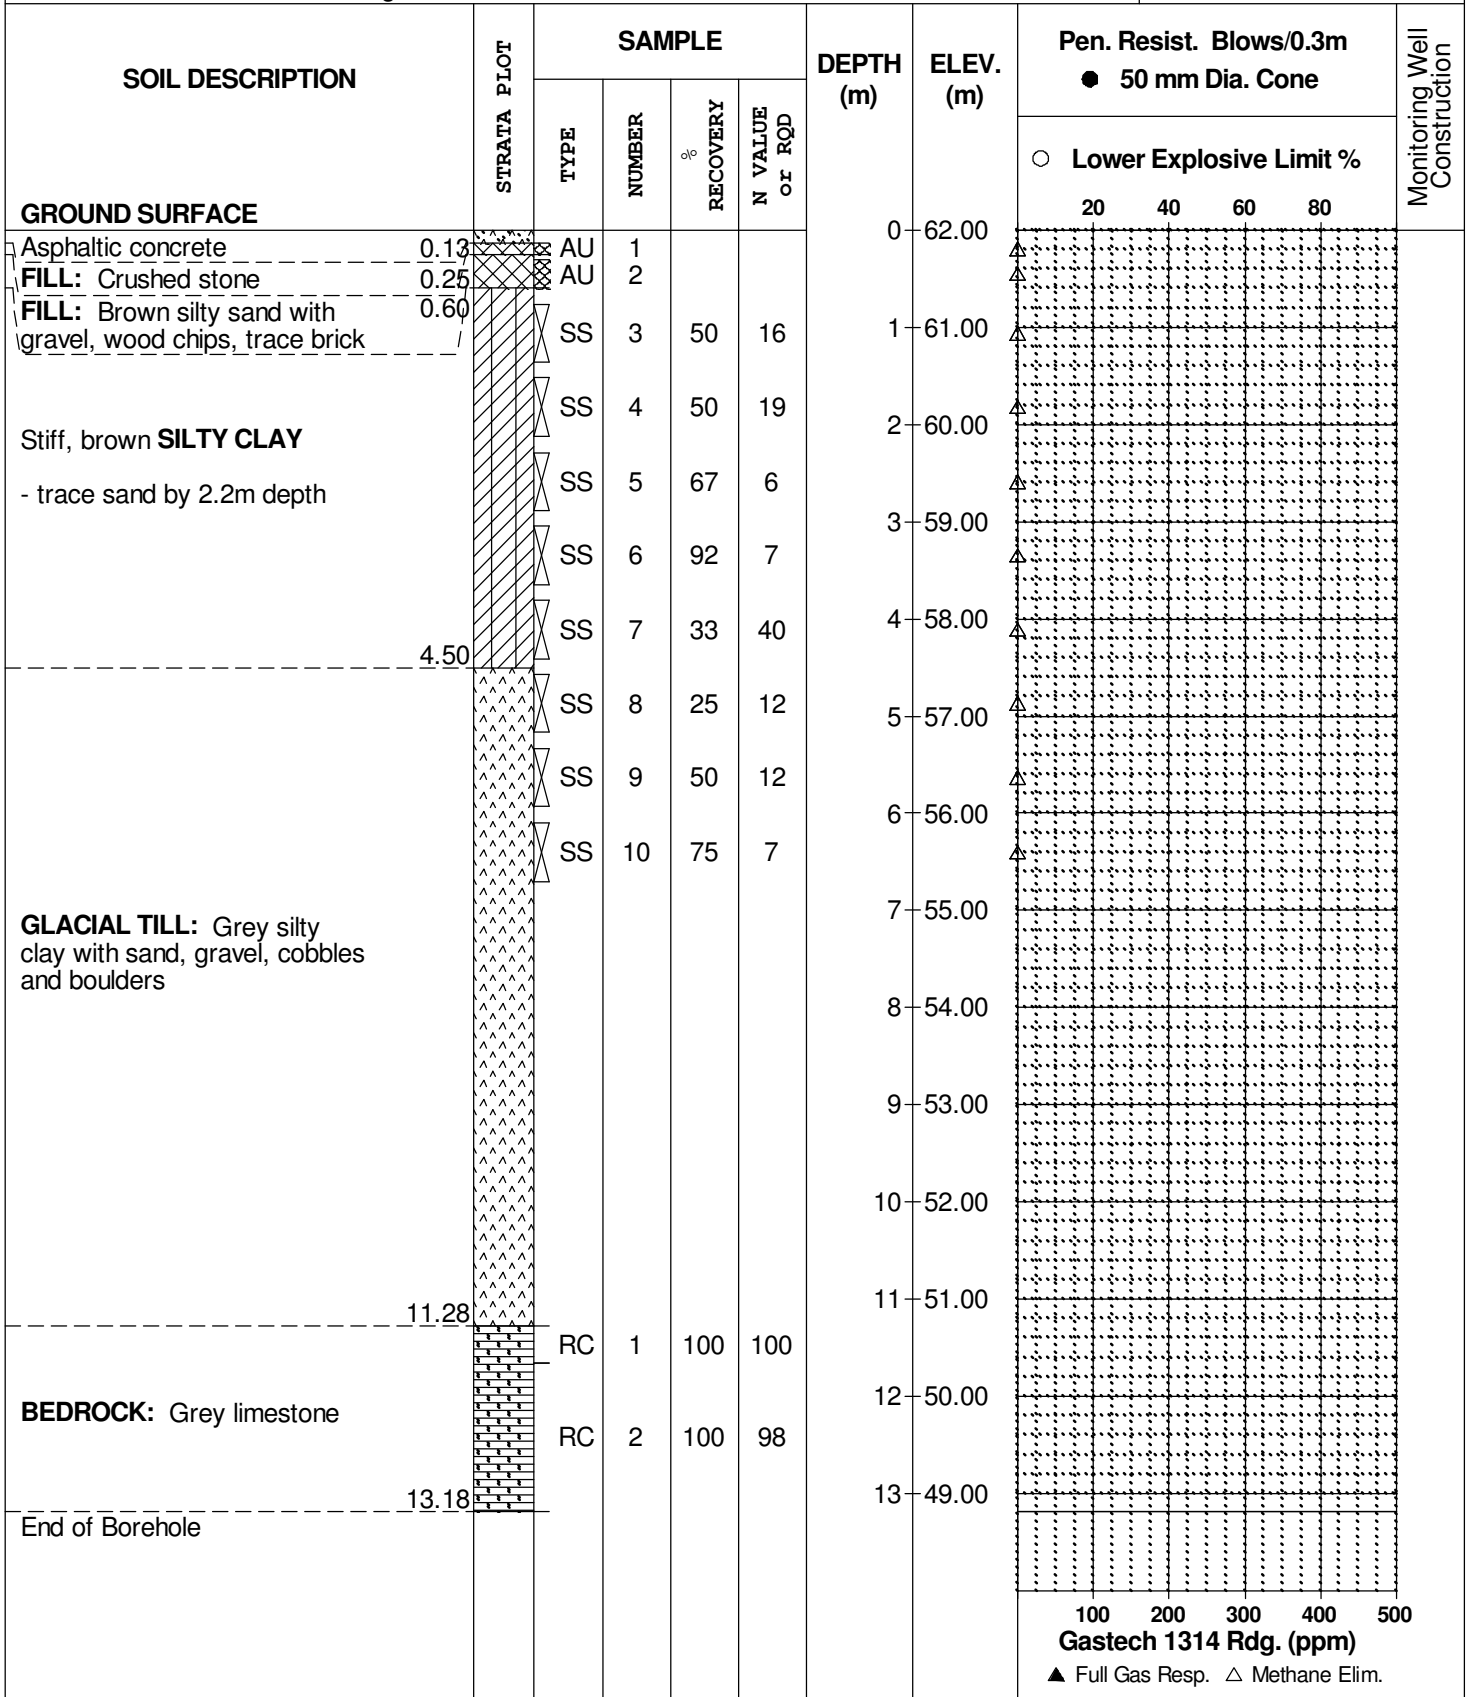 SOIL DESCRIPTION
GROUND SURFACE
STRATA PLOT
SAMPLE
TYPE
NUMBER
%
RECOVERY
N VALUE
or RQD
DEPTH
(m)
ELEV.
(m)
Pen. Resist. Blows/0.3m
● 50 mm Dia. Cone
○ Lower Explosive Limit %
20 40 60 80
Monitoring Well
Construction
0 62.00
Asphaltic concrete 0.13
AU 1
FILL: Crushed stone 0.25
AU 2
FILL: Brown silty sand with 0.60
gravel, wood chips, trace brick
SS 3 50 16
1 61.00
SS 4 50 19
2 60.00
Stiff, brown SILTY CLAY
SS 5 67 6
- trace sand by 2.2m depth
3 59.00
SS 6 92 7
4 58.00
SS 7 33 40
4.50
SS 8 25 12
5 57.00
SS 9 50 12
6 56.00
SS 10 75 7
7 55.00
GLACIAL TILL: Grey silty
clay with sand, gravel, cobbles
and boulders
8 54.00
9 53.00
10 52.00
11 51.00
11.28
RC 1 100 100
12 50.00
BEDROCK: Grey limestone
RC 2 100 98
13 49.00
13.18
End of Borehole
100 200 300 400 500
Gastech 1314 Rdg. (ppm)
▲ Full Gas Resp. △ Methane Elim.